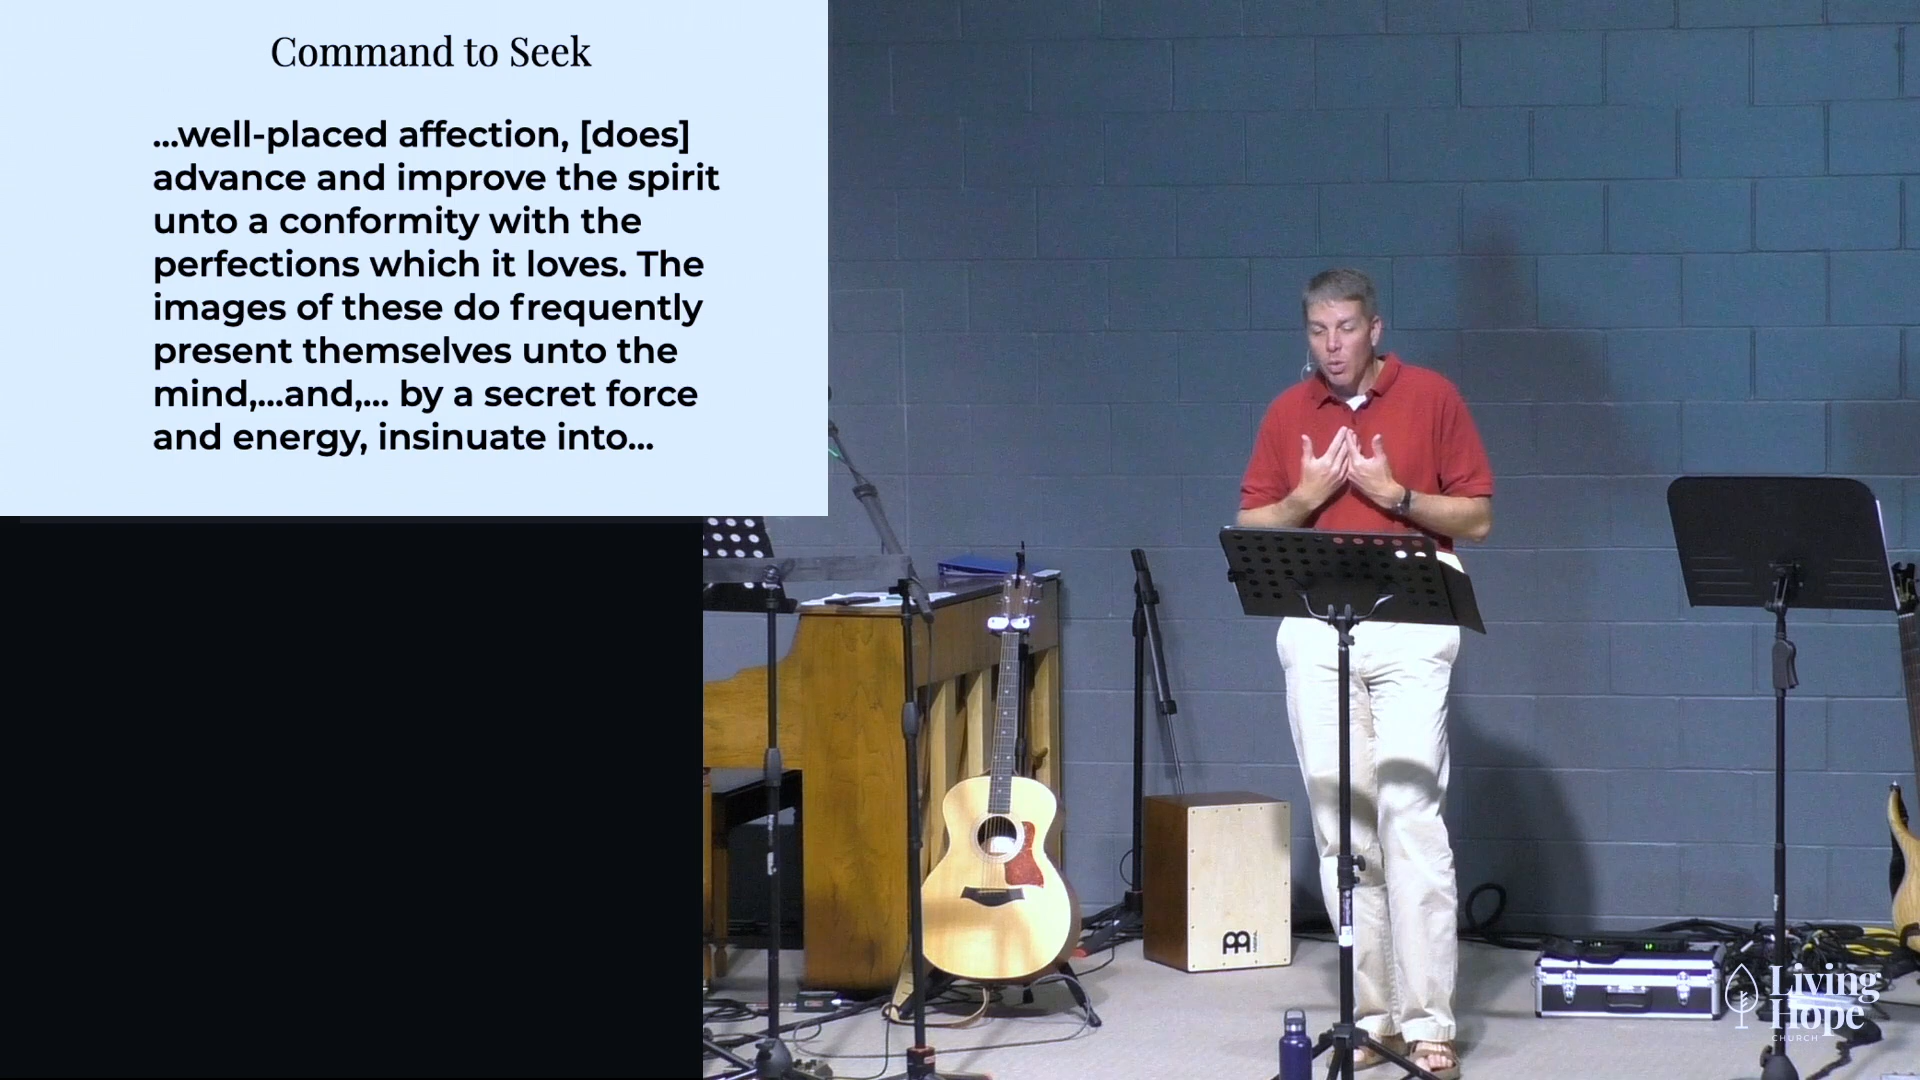 Command to Seek
...well-placed affection, [does]
advance and improve the spirit
unto a conformity with the
perfections which it loves. The
images of these do frequently
present themselves unto the
mind,...and,... by a secret force
and energy, insinuate into...
Living
Hope
CHURCH